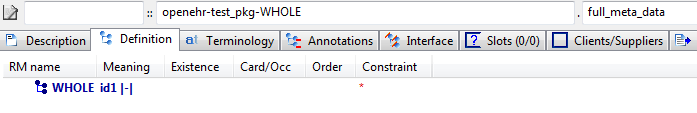 :: openehr-test_pkg-WHOLE . full_meta_data
Description Definition Terminology Annotations Interface Slots (0/0) Clients/Suppliers
RM name Meaning Existence Card/Occ Order Constraint
WHOLE id1 |-| *